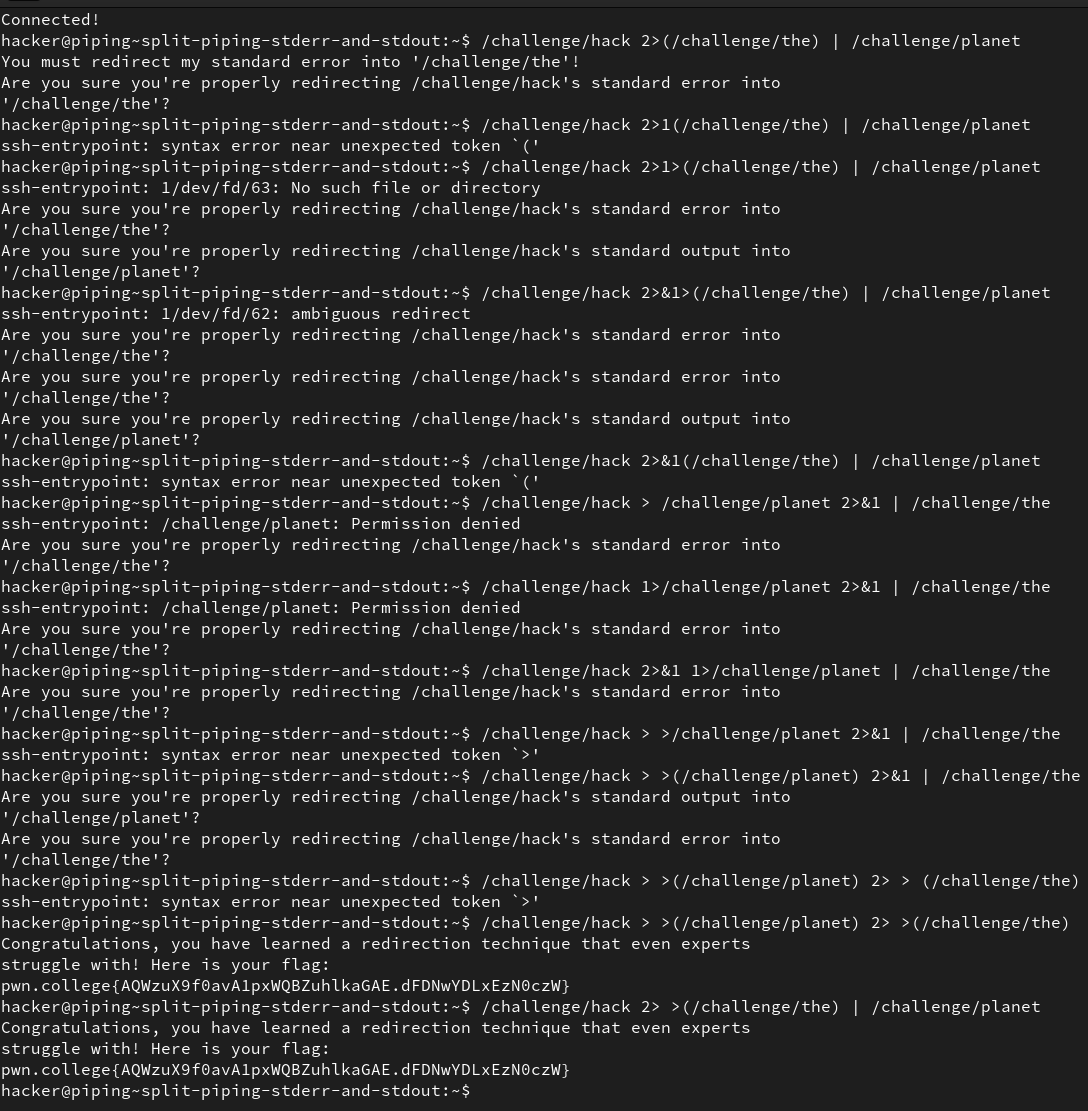 Connected!
hacker@piping~split-piping-stderr-and-stdout:~$ /challenge/hack 2>(/challenge/the) | /challenge/planet
You must redirect my standard error into '/challenge/the'!
Are you sure you're properly redirecting /challenge/hack's standard error into
'/challenge/the'?
hacker@piping~split-piping-stderr-and-stdout:~$ /challenge/hack 2>1(/challenge/the) | /challenge/planet
ssh-entrypoint: syntax error near unexpected token `('
hacker@piping~split-piping-stderr-and-stdout:~$ /challenge/hack 2>1>(/challenge/the) | /challenge/planet
ssh-entrypoint: 1/dev/fd/63: No such file or directory
Are you sure you're properly redirecting /challenge/hack's standard error into
'/challenge/the'?
Are you sure you're properly redirecting /challenge/hack's standard output into
'/challenge/planet'?
hacker@piping~split-piping-stderr-and-stdout:~$ /challenge/hack 2>&1>(/challenge/the) | /challenge/planet
ssh-entrypoint: 1/dev/fd/62: ambiguous redirect
Are you sure you're properly redirecting /challenge/hack's standard error into
'/challenge/the'?
Are you sure you're properly redirecting /challenge/hack's standard error into
'/challenge/the'?
Are you sure you're properly redirecting /challenge/hack's standard output into
'/challenge/planet'?
hacker@piping~split-piping-stderr-and-stdout:~$ /challenge/hack 2>&1(/challenge/the) | /challenge/planet
ssh-entrypoint: syntax error near unexpected token `('
hacker@piping~split-piping-stderr-and-stdout:~$ /challenge/hack > /challenge/planet 2>&1 | /challenge/the
ssh-entrypoint: /challenge/planet: Permission denied
Are you sure you're properly redirecting /challenge/hack's standard error into
'/challenge/the'?
hacker@piping~split-piping-stderr-and-stdout:~$ /challenge/hack 1>/challenge/planet 2>&1 | /challenge/the
ssh-entrypoint: /challenge/planet: Permission denied
Are you sure you're properly redirecting /challenge/hack's standard error into
'/challenge/the'?
hacker@piping~split-piping-stderr-and-stdout:~$ /challenge/hack 2>&1 1>/challenge/planet | /challenge/the
Are you sure you're properly redirecting /challenge/hack's standard error into
'/challenge/the'?
hacker@piping~split-piping-stderr-and-stdout:~$ /challenge/hack > >/challenge/planet 2>&1 | /challenge/the
ssh-entrypoint: syntax error near unexpected token `>'
hacker@piping~split-piping-stderr-and-stdout:~$ /challenge/hack > >(/challenge/planet) 2>&1 | /challenge/the
Are you sure you're properly redirecting /challenge/hack's standard output into
'/challenge/planet'?
Are you sure you're properly redirecting /challenge/hack's standard error into
'/challenge/the'?
hacker@piping~split-piping-stderr-and-stdout:~$ /challenge/hack > >(/challenge/planet) 2> > (/challenge/the)
ssh-entrypoint: syntax error near unexpected token `>'
hacker@piping~split-piping-stderr-and-stdout:~$ /challenge/hack > >(/challenge/planet) 2> >(/challenge/the)
Congratulations, you have learned a redirection technique that even experts
struggle with! Here is your flag:
pwn.college{AQWzuX9f0avA1pxWQBZuhlkaGAE.dFDNwYDLxEzN0czW}
hacker@piping~split-piping-stderr-and-stdout:~$ /challenge/hack 2> >(/challenge/the) | /challenge/planet
Congratulations, you have learned a redirection technique that even experts
struggle with! Here is your flag:
pwn.college{AQWzuX9f0avA1pxWQBZuhlkaGAE.dFDNwYDLxEzN0czW}
hacker@piping~split-piping-stderr-and-stdout:~$